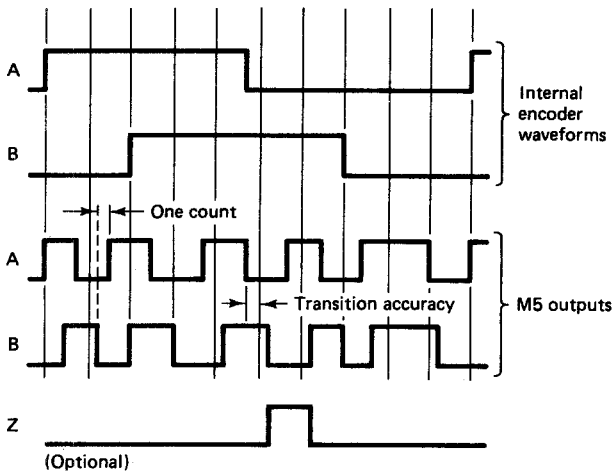 A
B
Internal
encoder
waveforms
One count
A
Transition accuracy
B
M5 outputs
Z
(Optional)